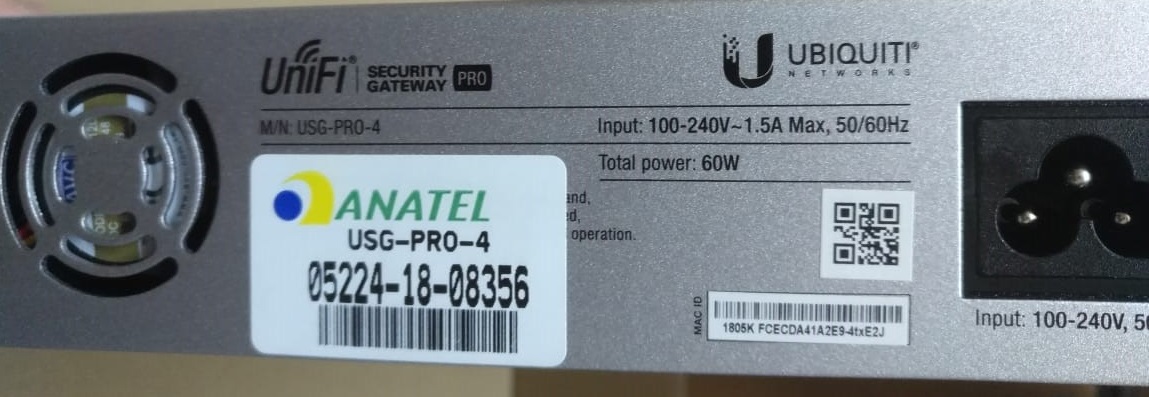 UniFi® SECURITY GATEWAY PRO
UBIQUITI®
NETWORKS
M/N: USG-PRO-4
Input: 100-240V~1.5A Max, 50/60Hz
Total power: 60W
and,
ed,
operation.
ANATEL
USG-PRO-4
05224-18-08356
MAC ID
1805K FCECDA41A2E9-4txE2J
Input: 100-240V, 50